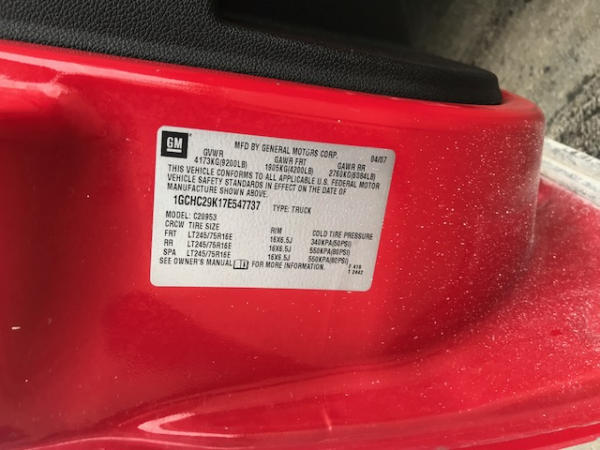 GM
MFD BY GENERAL MOTORS CORP 04/07
GVWR GAWR FRT GAWR RR
4173KG(9200LB) 1905KG(4200LB) 2760KG(6084LB)
THIS VEHICLE CONFORMS TO ALL APPLICABLE U.S. FEDERAL MOTOR
VEHICLE SAFETY STANDARDS IN EFFECT ON THE DATE OF
MANUFACTURE SHOWN ABOVE.
1GCHC29K17E547737 TYPE: TRUCK
MODEL: C20953
CRCW TIRE SIZE RIM COLD TIRE PRESSURE
FRT LT245/75R16E 16X6.5J 340KPA(50PSI)
RR LT245/75R16E 16X6.5J 550KPA(80PSI)
SPA LT245/75R16E 16X6.5J 550KPA(80PSI)
SEE OWNER'S MANUAL FOR MORE INFORMATION.